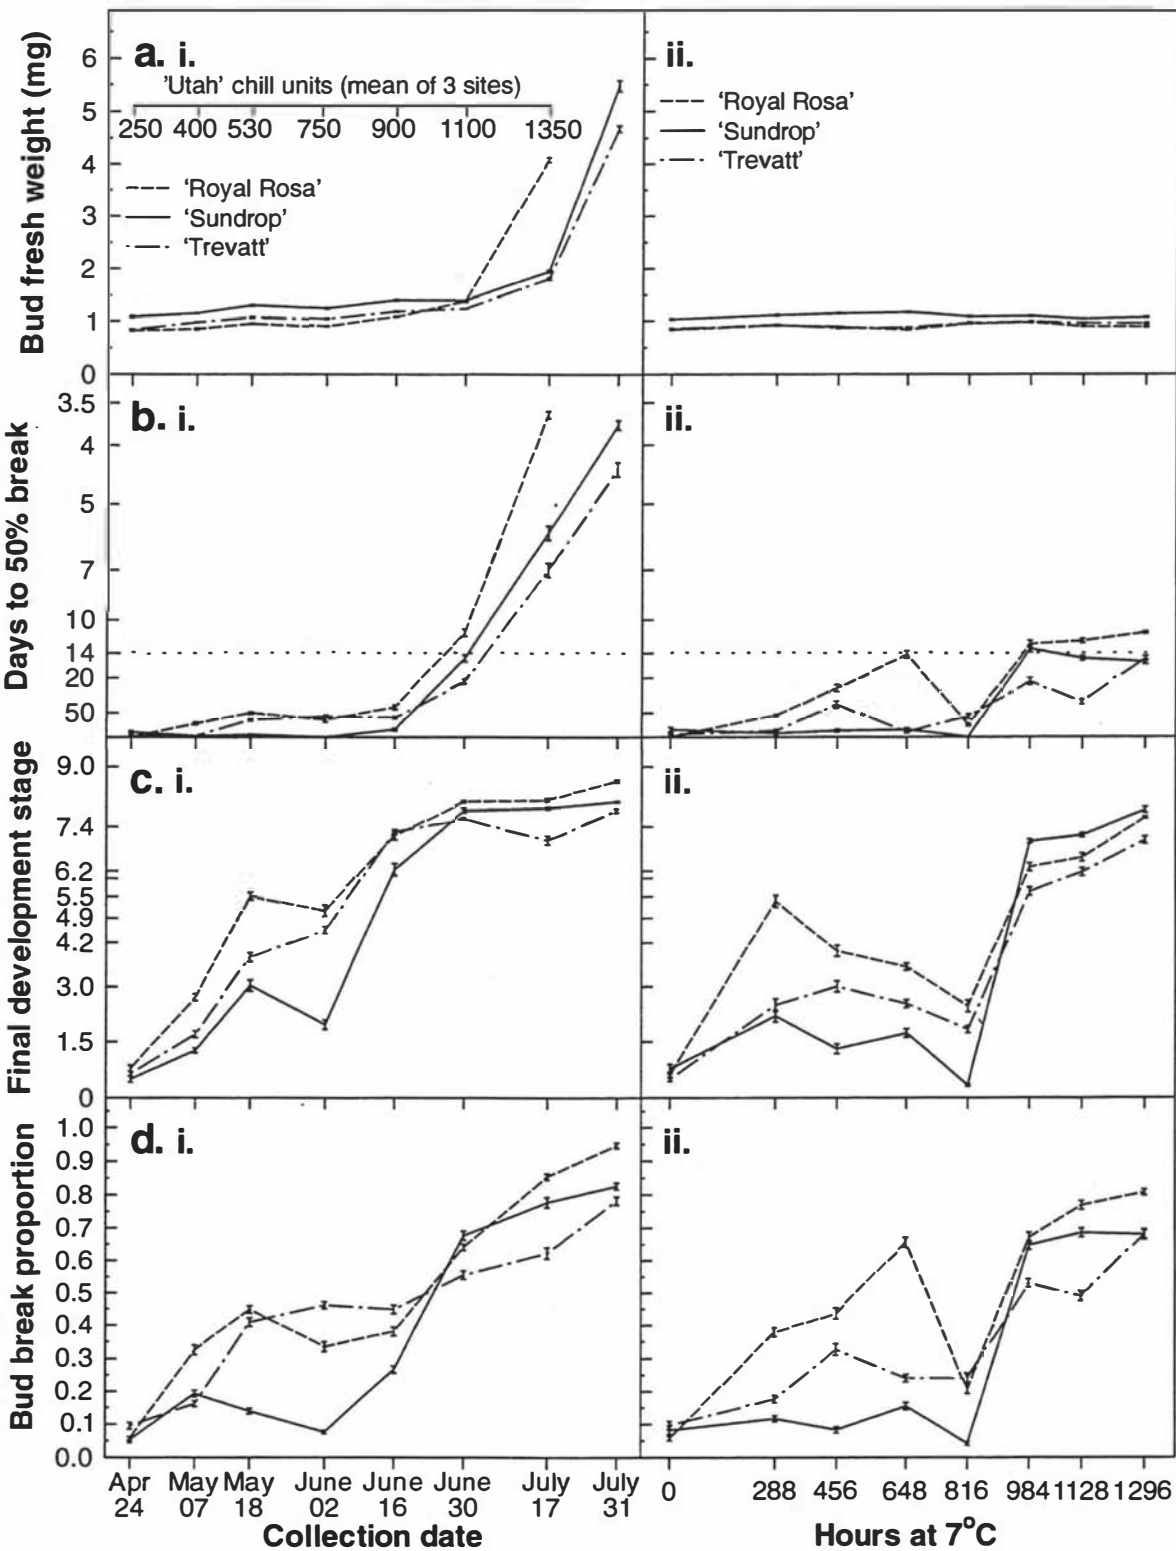 a. i.
'Utah' chill units (mean of 3 sites)
250 400 530 750 900 1100 1350
'Royal Rosa'
'Sundrop'
'Trevatt'
Bud fresh weight (mg)
6
5
4
3
2
1
0
ii.
'Royal Rosa'
'Sundrop'
'Trevatt'
b. i.
Days to 50% break
3.5
4
5
7
10
14
20
50
ii.
c. i.
Final development stage
9.0
7.4
6.2
5.5
4.9
4.2
3.0
1.5
0
ii.
d. i.
Bud break proportion
1.0
0.9
0.8
0.7
0.6
0.5
0.4
0.3
0.2
0.1
0.0
ii.
Apr May May June June June July July
24 07 18 02 16 30 17 31
Collection date
0 288 456 648 816 984 1128 1296
Hours at 7°C